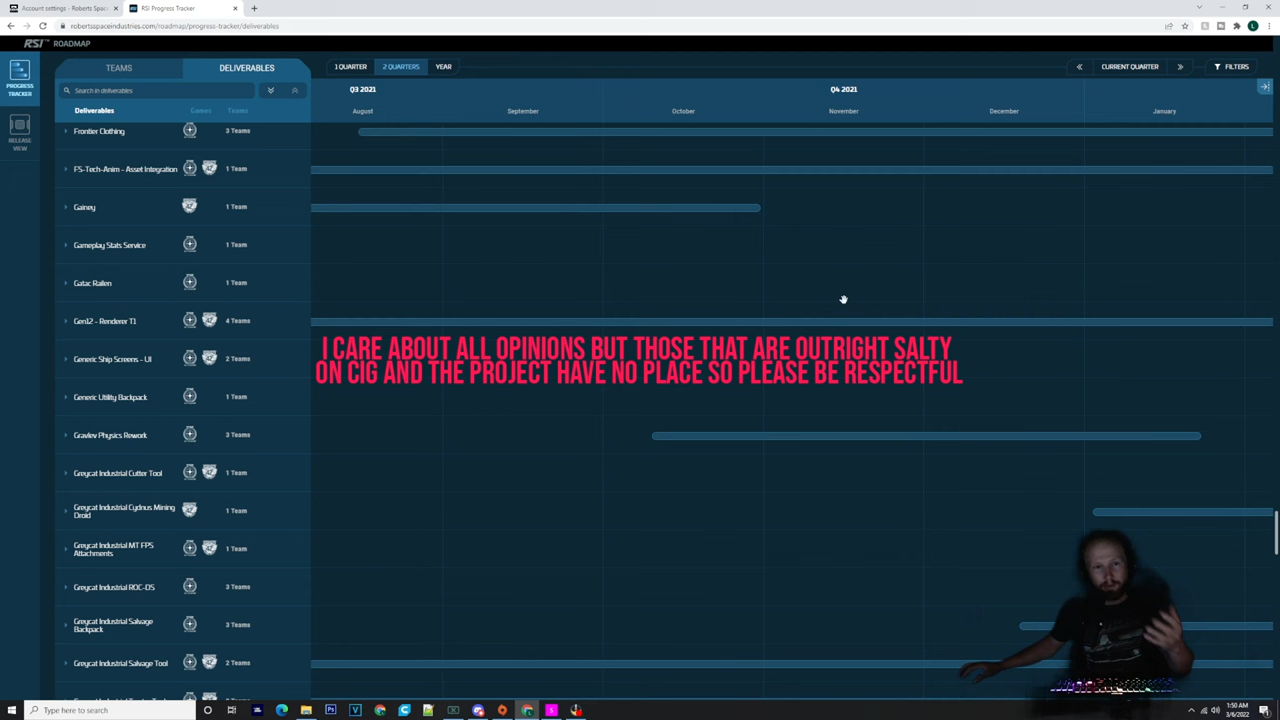 Account settings - Roberts Spac
RSI Progress Tracker
robertsspaceindustries.com/roadmap/progress-tracker/deliverables
RSI ROADMAP
PROGRESS TRACKER
RELEASE VIEW
TEAMS
DELIVERABLES
1 QUARTER
2 QUARTERS
YEAR
CURRENT QUARTER
FILTERS
Search in deliverables
Q3 2021
Q4 2021
Deliverables Games Teams
August
September
October
November
December
January
Frontier Clothing 3 Teams
FS-Tech-Anim - Asset Integration 1 Team
Gainey 1 Team
Gameplay Stats Service 1 Team
Gatac Railen 1 Team
Gen12 - Renderer T1 4 Teams
Generic Ship Screens - UI 2 Teams
I CARE ABOUT ALL OPINIONS BUT THOSE THAT ARE OUTRIGHT SALTY
ON CIG AND THE PROJECT HAVE NO PLACE SO PLEASE BE RESPECTFUL
Generic Utility Backpack 1 Team
Gravlev Physics Rework 3 Teams
Greycat Industrial Cutter Tool 1 Team
Greycat Industrial Cydnus Mining
Droid 1 Team
Greycat Industrial MT FPS
Attachments 1 Team
Greycat Industrial ROC-DS 3 Teams
Greycat Industrial Salvage
Backpack 3 Teams
Greycat Industrial Salvage Tool 2 Teams
Type here to search
1:50 AM
3/6/2022